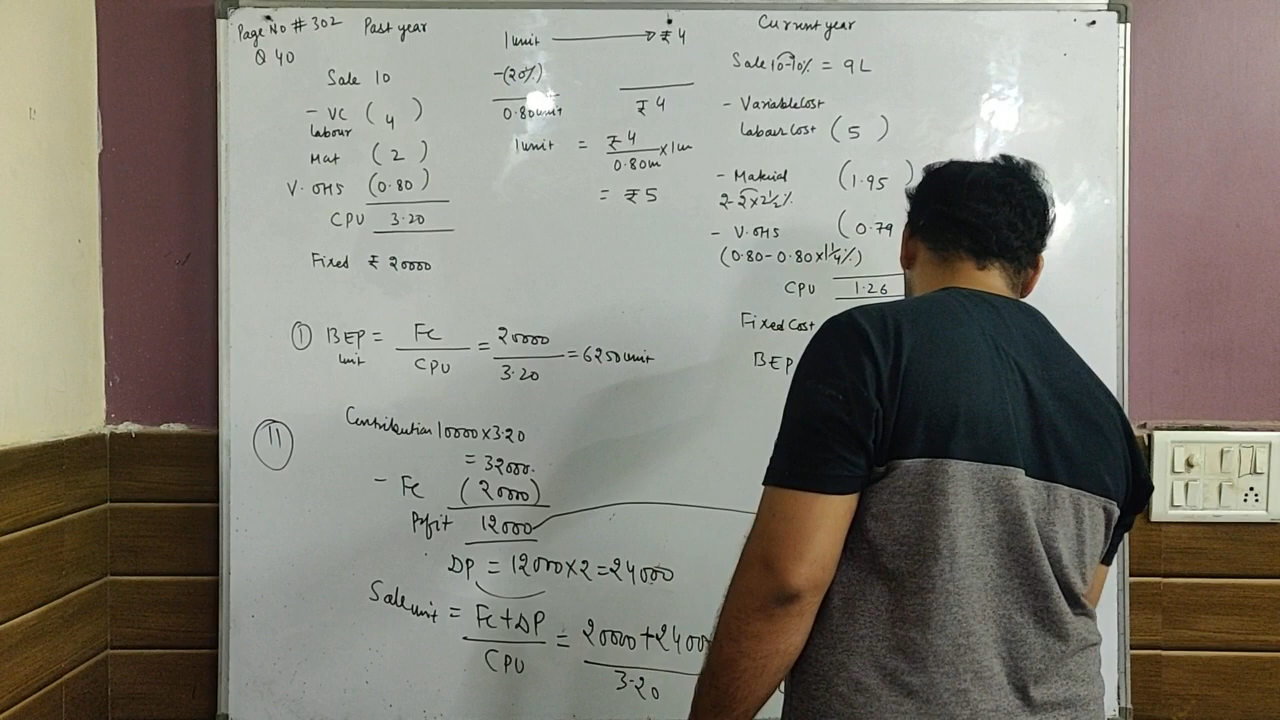 Page No # 302
Q 40
Past year
Sale 10
- VC ( 4 )
labour
Mat ( 2 )
V. OHS (0.80)
CPU 3.20
Fixed ₹ 20000
1 unit → ₹ 4
-(20%)
0.80 unit ₹ 4
1 unit = ₹ 4 / 0.80 × 1
= ₹ 5
Current year
Sale 10-10% = 9
- Variable Cost
Labour Cost ( 5 )
- Material (1.95)
2-2×2½%
- V. OHS (0.79
(0.80-0.80×1¼%)
CPU 1.26
Fixed Cost
BEP
① BEP = FC / CPU = 20000 / 3.20 = 6250 unit
unit
II
Contribution 10000×3.20
= 32000.
- FC (20000)
Profit 12000
DP = 12000×2=24000
Sale unit = FC+DP / CPU = 20000+2400 / 3.20